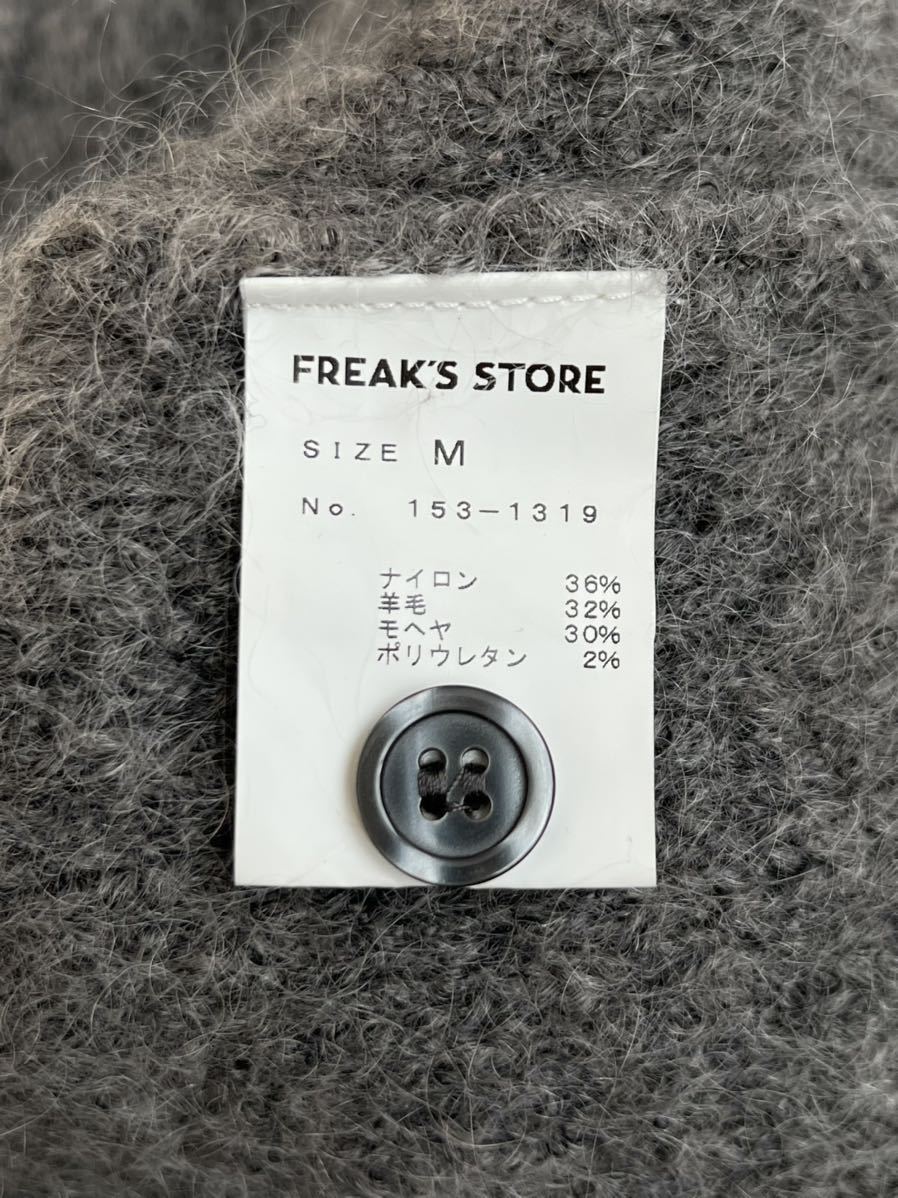 FREAK'S STORE
SIZE M
No. 153-1319
ナイロン 36%
羊毛 32%
モヘヤ 30%
ポリウレタン 2%